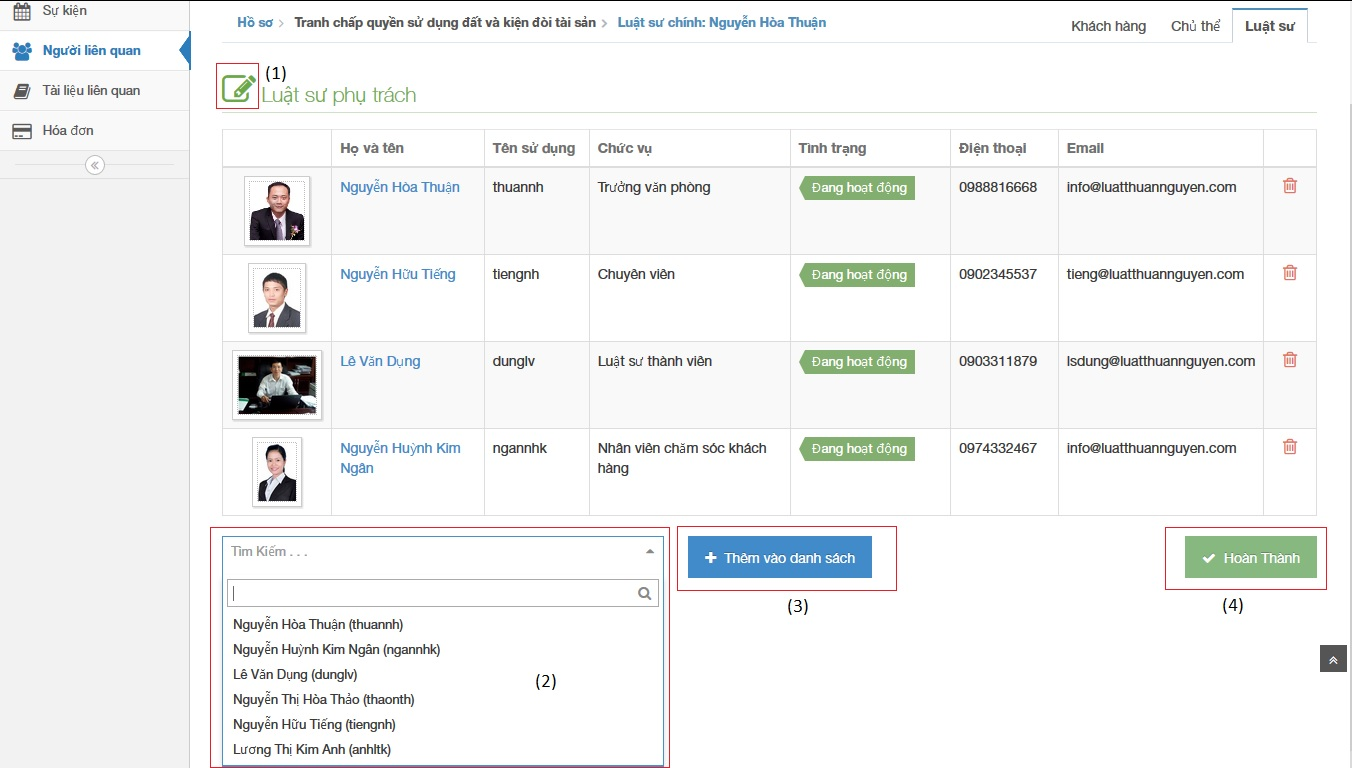 Sự kiện
Người liên quan
Tài liệu liên quan
Hóa đơn
Hồ sơ > Tranh chấp quyền sử dụng đất và kiện đòi tài sản > Luật sư chính: Nguyễn Hòa Thuận
Khách hàng Chủ thể Luật sư
(1)
Luật sư phụ trách
Họ và tên Tên sử dụng Chức vụ Tình trạng Điện thoại Email
Nguyễn Hòa Thuận thuannh Trưởng văn phòng Đang hoạt động 0988816668 info@luatthuannguyen.com
Nguyễn Hữu Tiếng tiengnh Chuyên viên Đang hoạt động 0902345537 tieng@luatthuannguyen.com
Lê Văn Dụng dunglv Luật sư thành viên Đang hoạt động 0903311879 lsdung@luatthuannguyen.com
Nguyễn Huỳnh Kim ngannhk Nhân viên chăm sóc khách Đang hoạt động 0974332467 info@luatthuannguyen.com
Ngân hàng
Tìm Kiếm . . .
Thêm vào danh sách
Hoàn Thành
(3)
(4)
Nguyễn Hòa Thuận (thuannh)
Nguyễn Huỳnh Kim Ngân (ngannhk)
Lê Văn Dụng (dunglv)
(2)
Nguyễn Thị Hòa Thảo (thaonth)
Nguyễn Hữu Tiếng (tiengnh)
Lương Thị Kim Anh (anhltk)